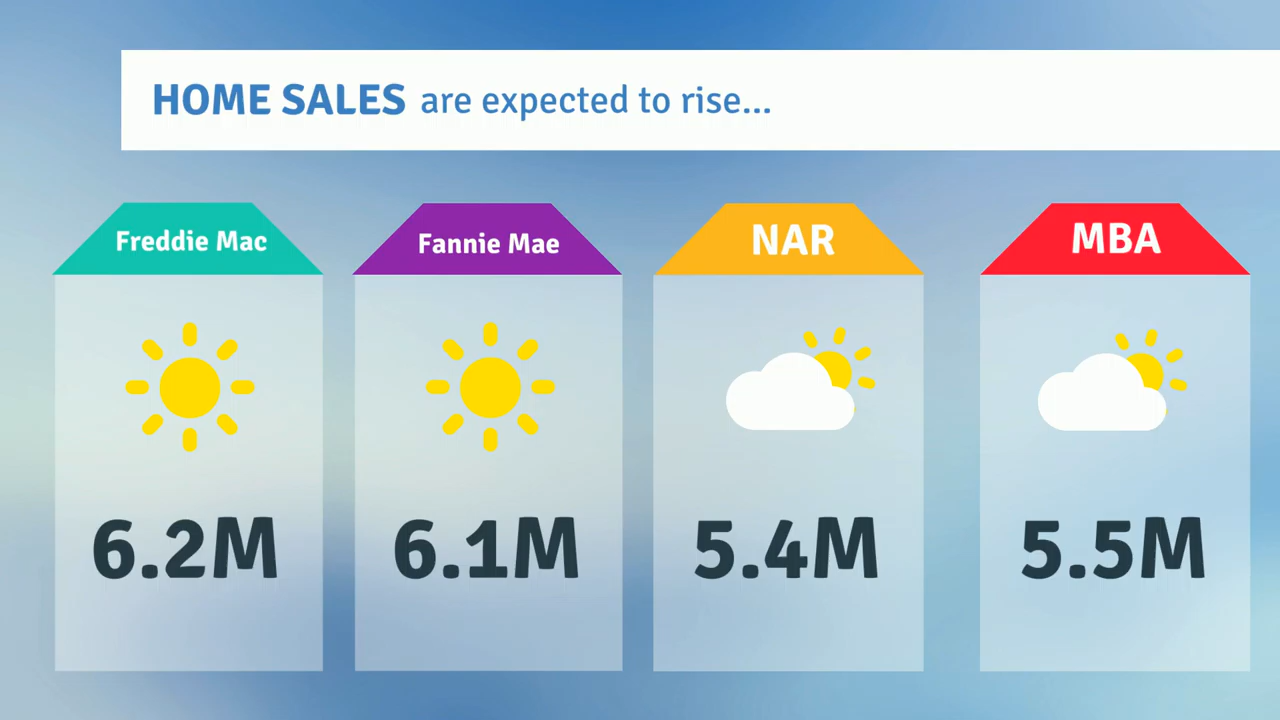 HOME SALES are expected to rise...
Freddie Mac
Fannie Mae
NAR
MBA
6.2M
6.1M
5.4M
5.5M